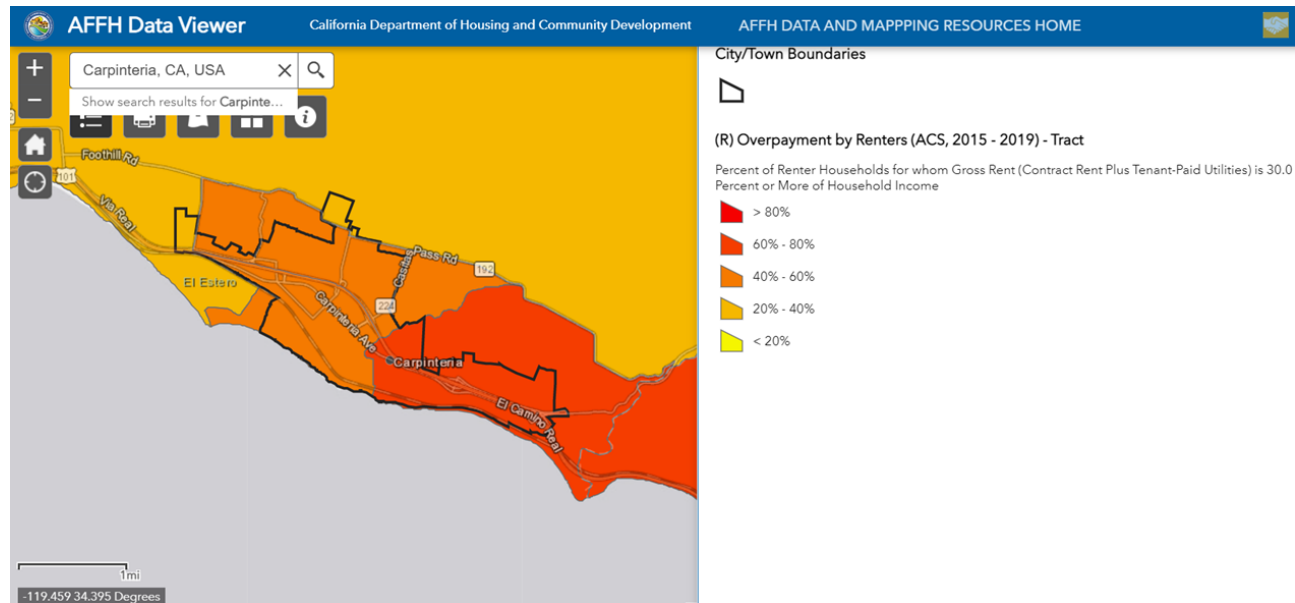 AFFH Data Viewer
California Department of Housing and Community Development
AFFH DATA AND MAPPPING RESOURCES HOME
+
−
Carpinteria, CA, USA
Show search results for Carpinte...
Foothill Rd
101
Via Real
El Estero
Casitas Pass Rd
192
224
Carpinteria Ave
Carpinteria
El Camino Real
1mi
-119.459 34.395 Degrees
City/Town Boundaries
(R) Overpayment by Renters (ACS, 2015 - 2019) - Tract
Percent of Renter Households for whom Gross Rent (Contract Rent Plus Tenant-Paid Utilities) is 30.0
Percent or More of Household Income
> 80%
60% - 80%
40% - 60%
20% - 40%
< 20%